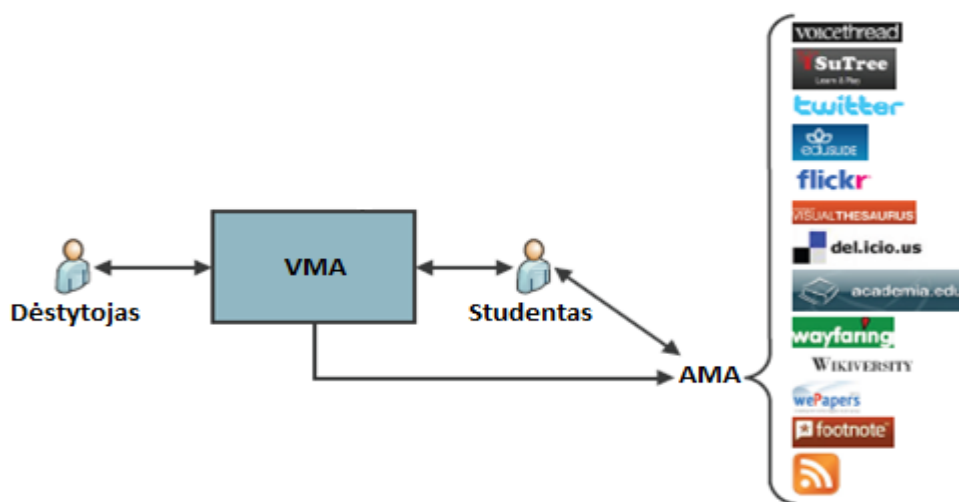 Dėstytojas
VMA
Studentas
AMA
voicethread
SuTree
Learn & Play
twitter
eduSLIDE
flickr
VISUALTHESAURUS
del.icio.us
academia.edu
wayfaring
WIKIVERSITY
wePapers
footnote